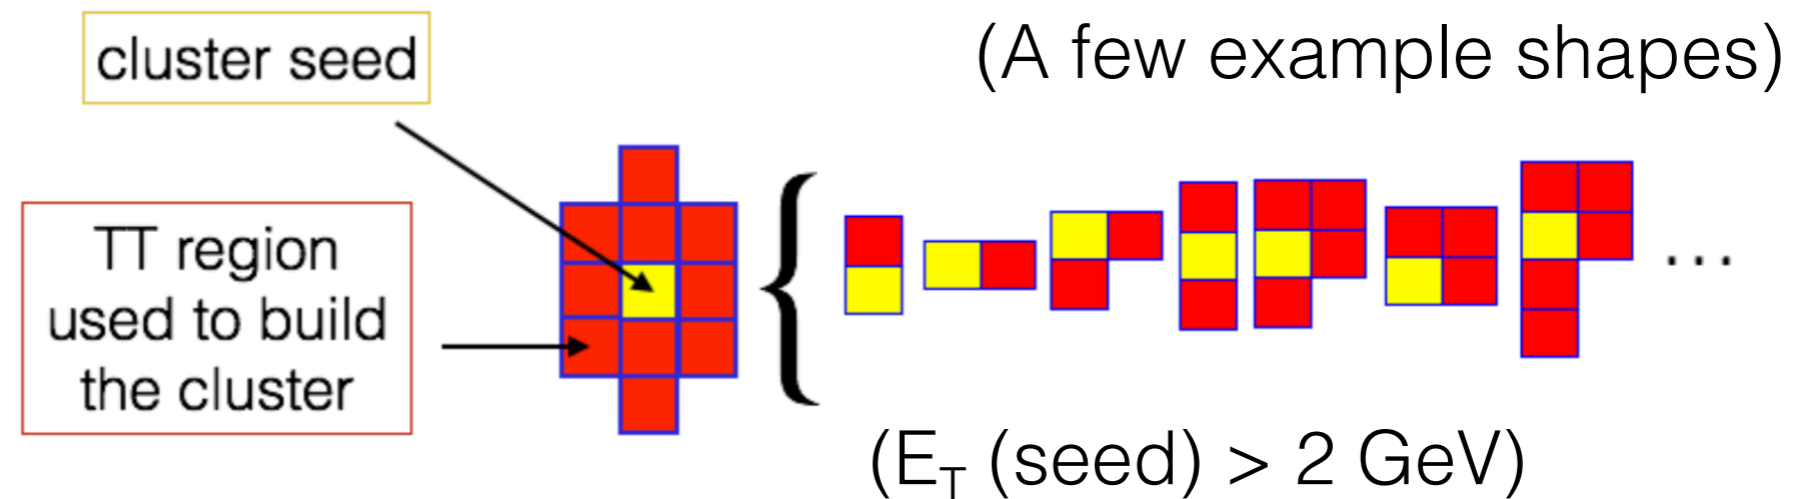 cluster seed
(A few example shapes)
TT region
used to build
the cluster
...
(E_T (seed) > 2 GeV)